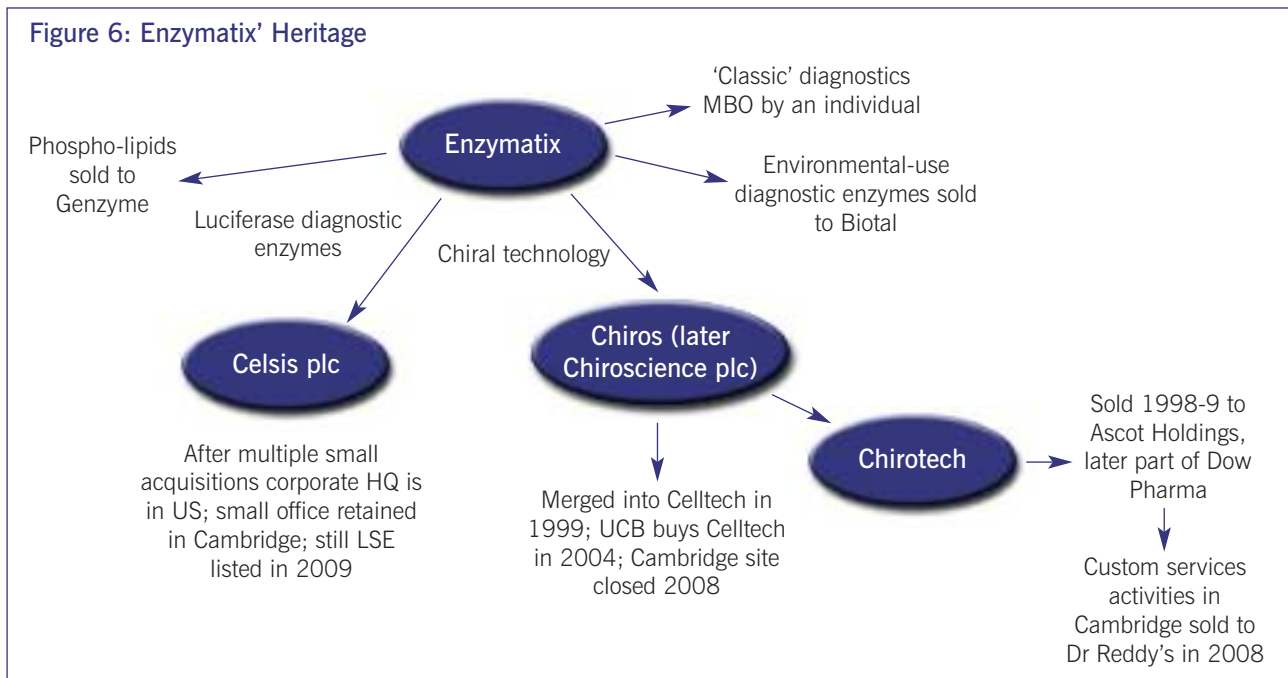 Figure 6: Enzymatix’ Heritage
‘Classic’ diagnostics
MBO by an individual
Enzymatix
Phospho-lipids
sold to
Genzyme
Environmental-use
diagnostic enzymes sold
to Biotal
Luciferase diagnostic
enzymes
Chiral technology
Celsis plc
Chiros (later
Chiroscience plc)
After multiple small
acquisitions corporate HQ is
in US; small office retained
in Cambridge; still LSE
listed in 2009
Merged into Celltech in
1999; UCB buys Celltech
in 2004; Cambridge site
closed 2008
Chirotech
Sold 1998-9 to
Ascot Holdings,
later part of Dow
Pharma
Custom services
activities in
Cambridge sold to
Dr Reddy’s in 2008